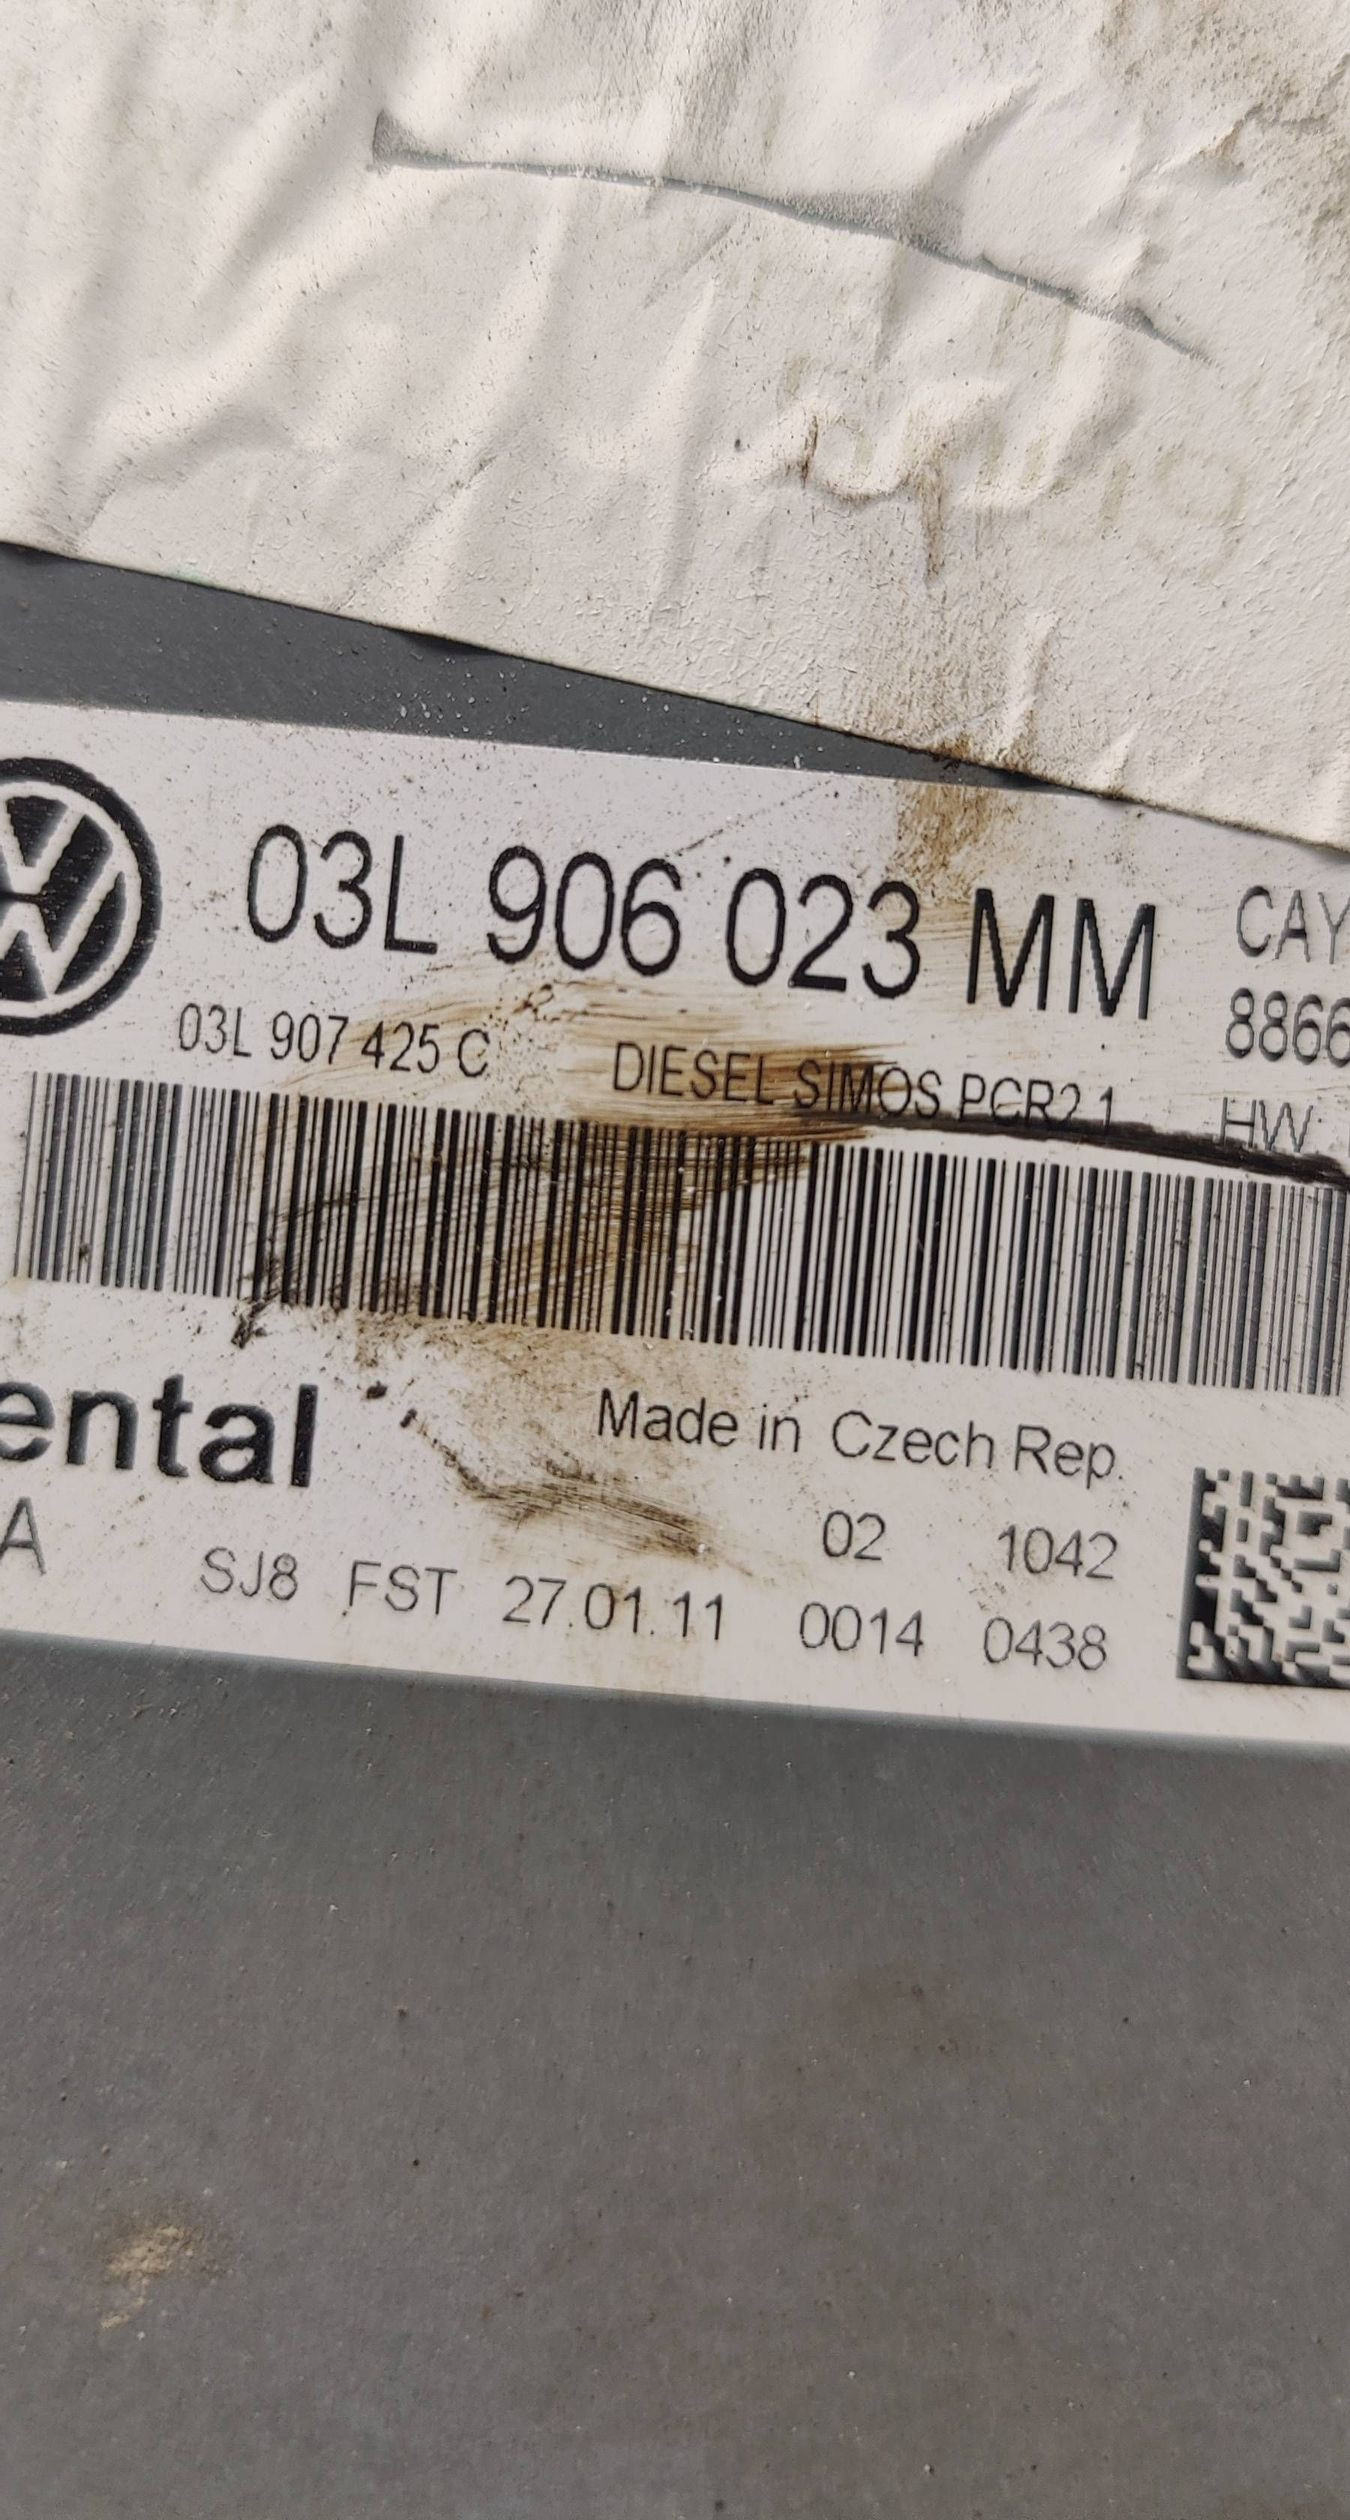 03L 906 023 MM CAY
03L 907 425 C DIESEL SIMOS PCR2.1 8866
HW
ental Made in Czech Rep.
A 02 1042
SJ8 FST 27.01.11 0014 0438